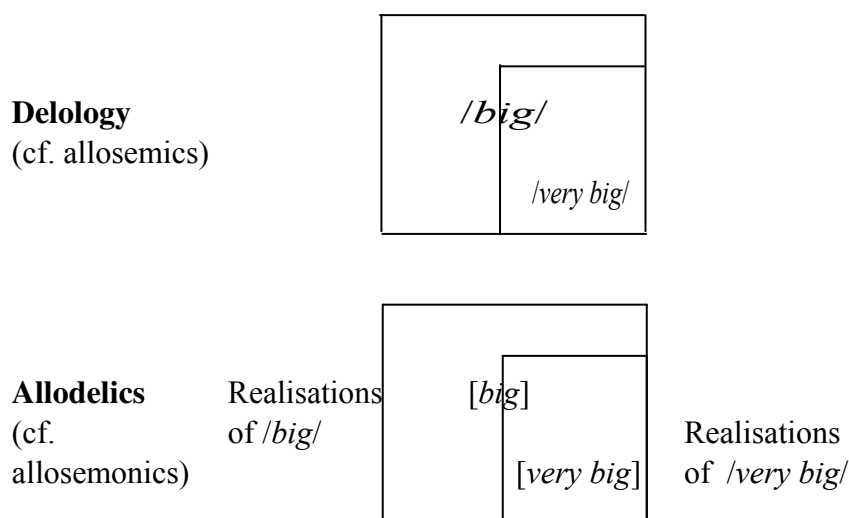 Delology
(cf. allosemics)
/big/
/very big/
Allodelics
(cf.
allosemonics)
Realisations
of /big/
[big]
[very big]
Realisations
of /very big/